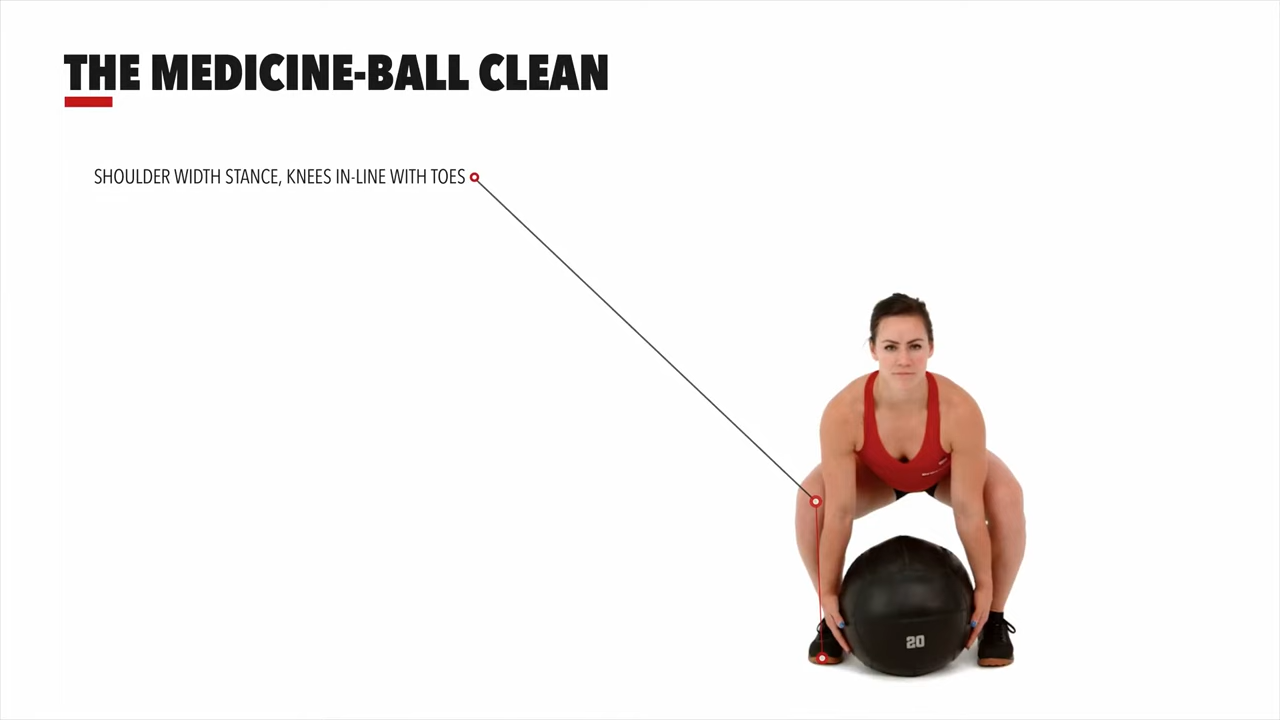 THE MEDICINE-BALL CLEAN
SHOULDER WIDTH STANCE, KNEES IN-LINE WITH TOES
20